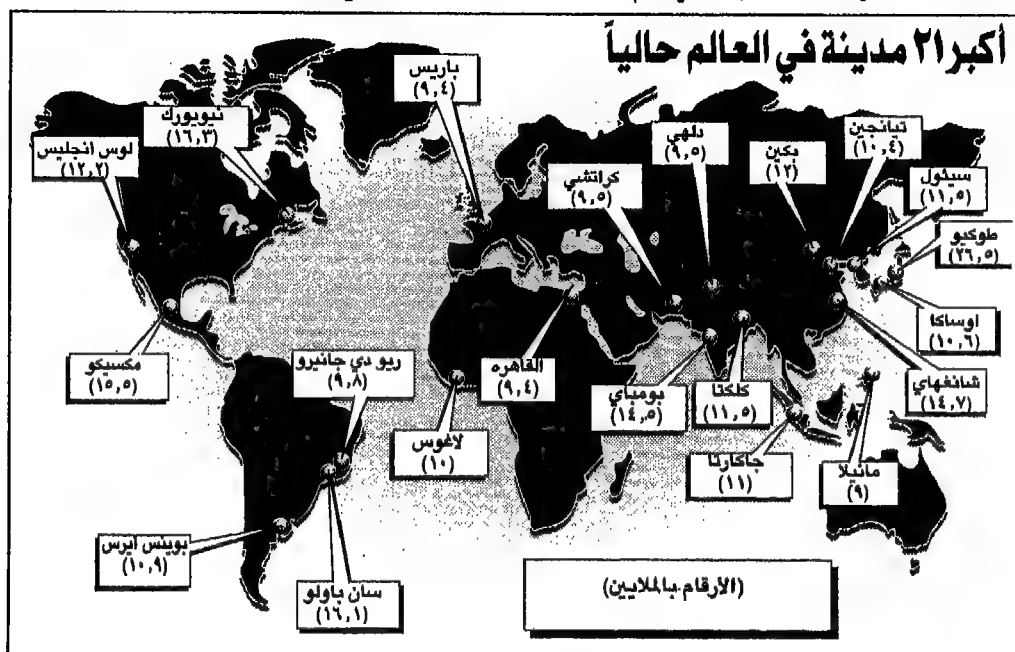 أكبر ٢١ مدينة في العالم حالياً
باريس
(٩,٤)
نيويورك
(١٦,٣)
لوس انجليس
(١٢,٢)
دلهي
(٩,٥)
كراتشي
(٩,٥)
بكين
(١٢)
تيانجين
(١٠,٤)
سيئول
(١١,٥)
طوكيو
(٢٦,٥)
اوساكا
(١٠,٦)
شانغهاي
(١٤,٧)
مكسيكو
(١٥,٥)
ريو دي جانيرو
(٩,٨)
القاهره
(٩,٤)
بومباي
(١٤,٥)
كلكتا
(١١,٥)
لاغوس
(١٠)
جاكارتا
(١١)
مانيلا
(٩)
بوينس ايرس
(١٠,٩)
سان باولو
(١٦,١)
(الأرقام بالملايين)